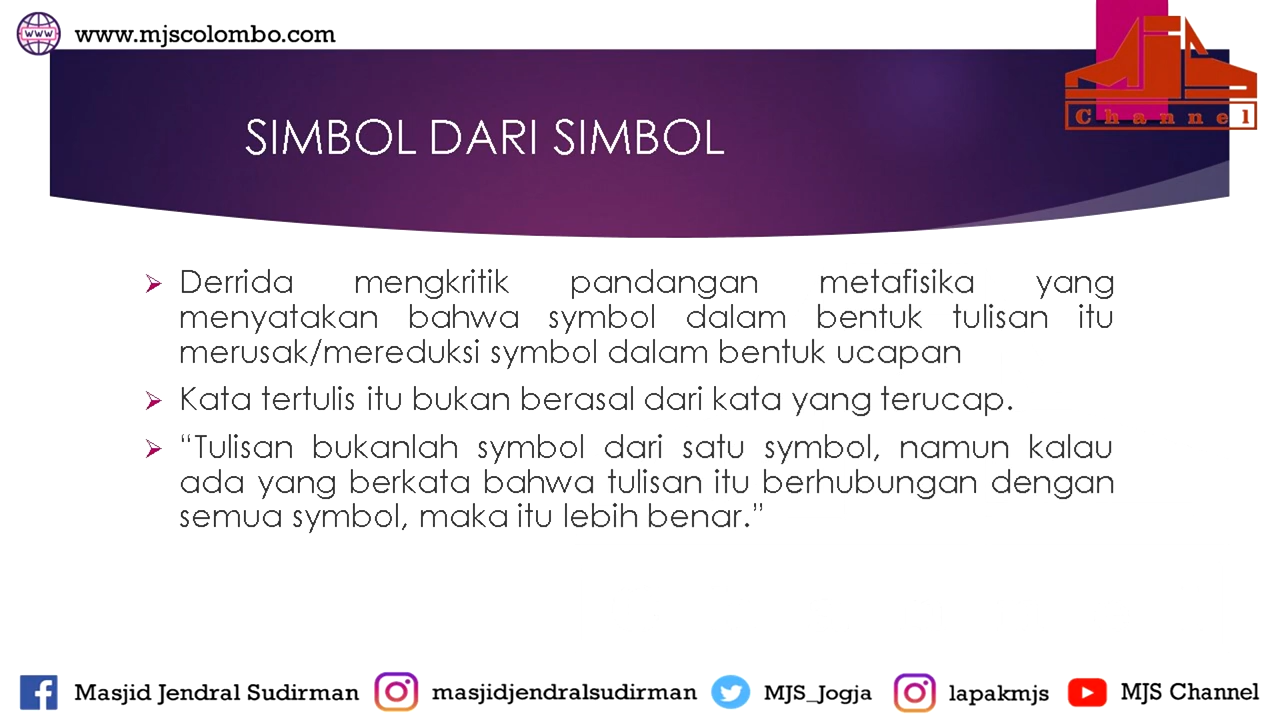 www.mjscolombo.com
MJS
Channel
SIMBOL DARI SIMBOL
Derrida mengkritik pandangan metafisika yang
menyatakan bahwa symbol dalam bentuk tulisan itu
merusak/mereduksi symbol dalam bentuk ucapan
Kata tertulis itu bukan berasal dari kata yang terucap.
“Tulisan bukanlah symbol dari satu symbol, namun kalau
ada yang berkata bahwa tulisan itu berhubungan dengan
semua symbol, maka itu lebih benar.”
Masjid Jendral Sudirman masjidjendralsudirman MJS_Jogja lapakmjs MJS Channel